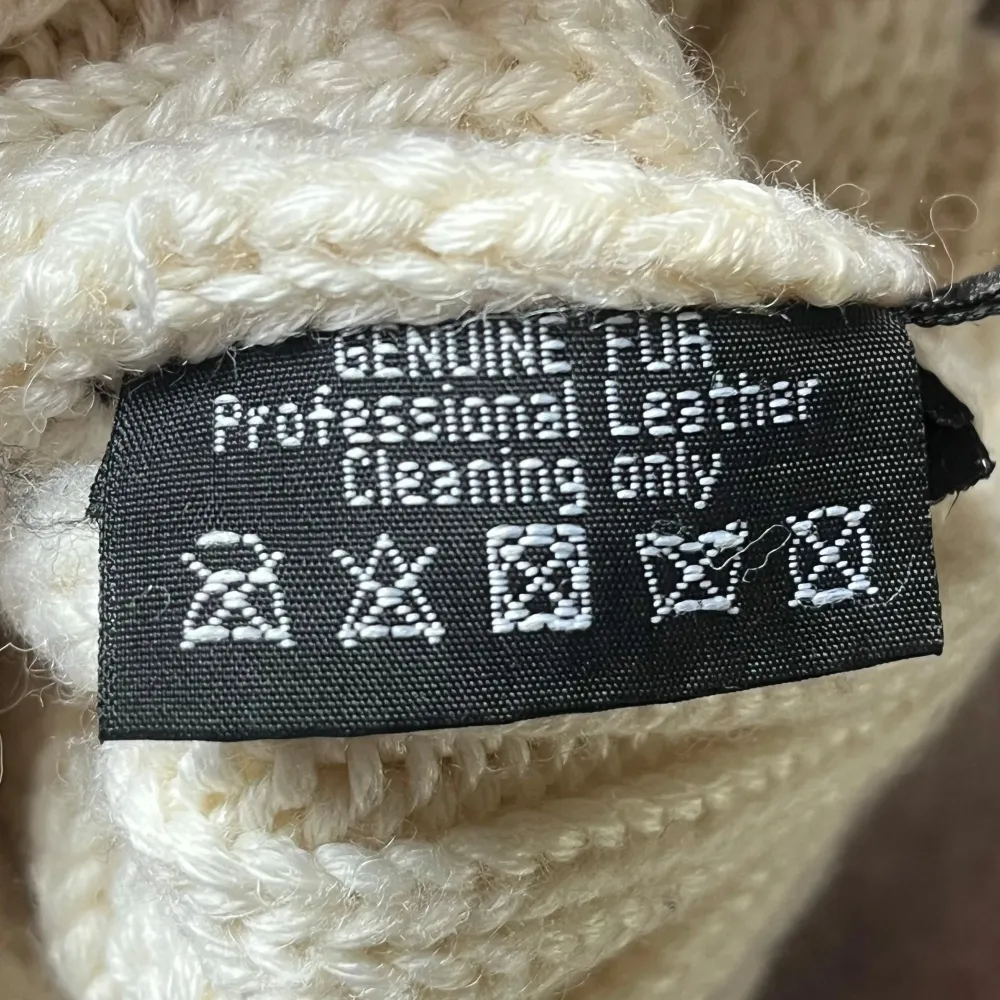 GENUINE FUR
Professional Leather
Cleaning only